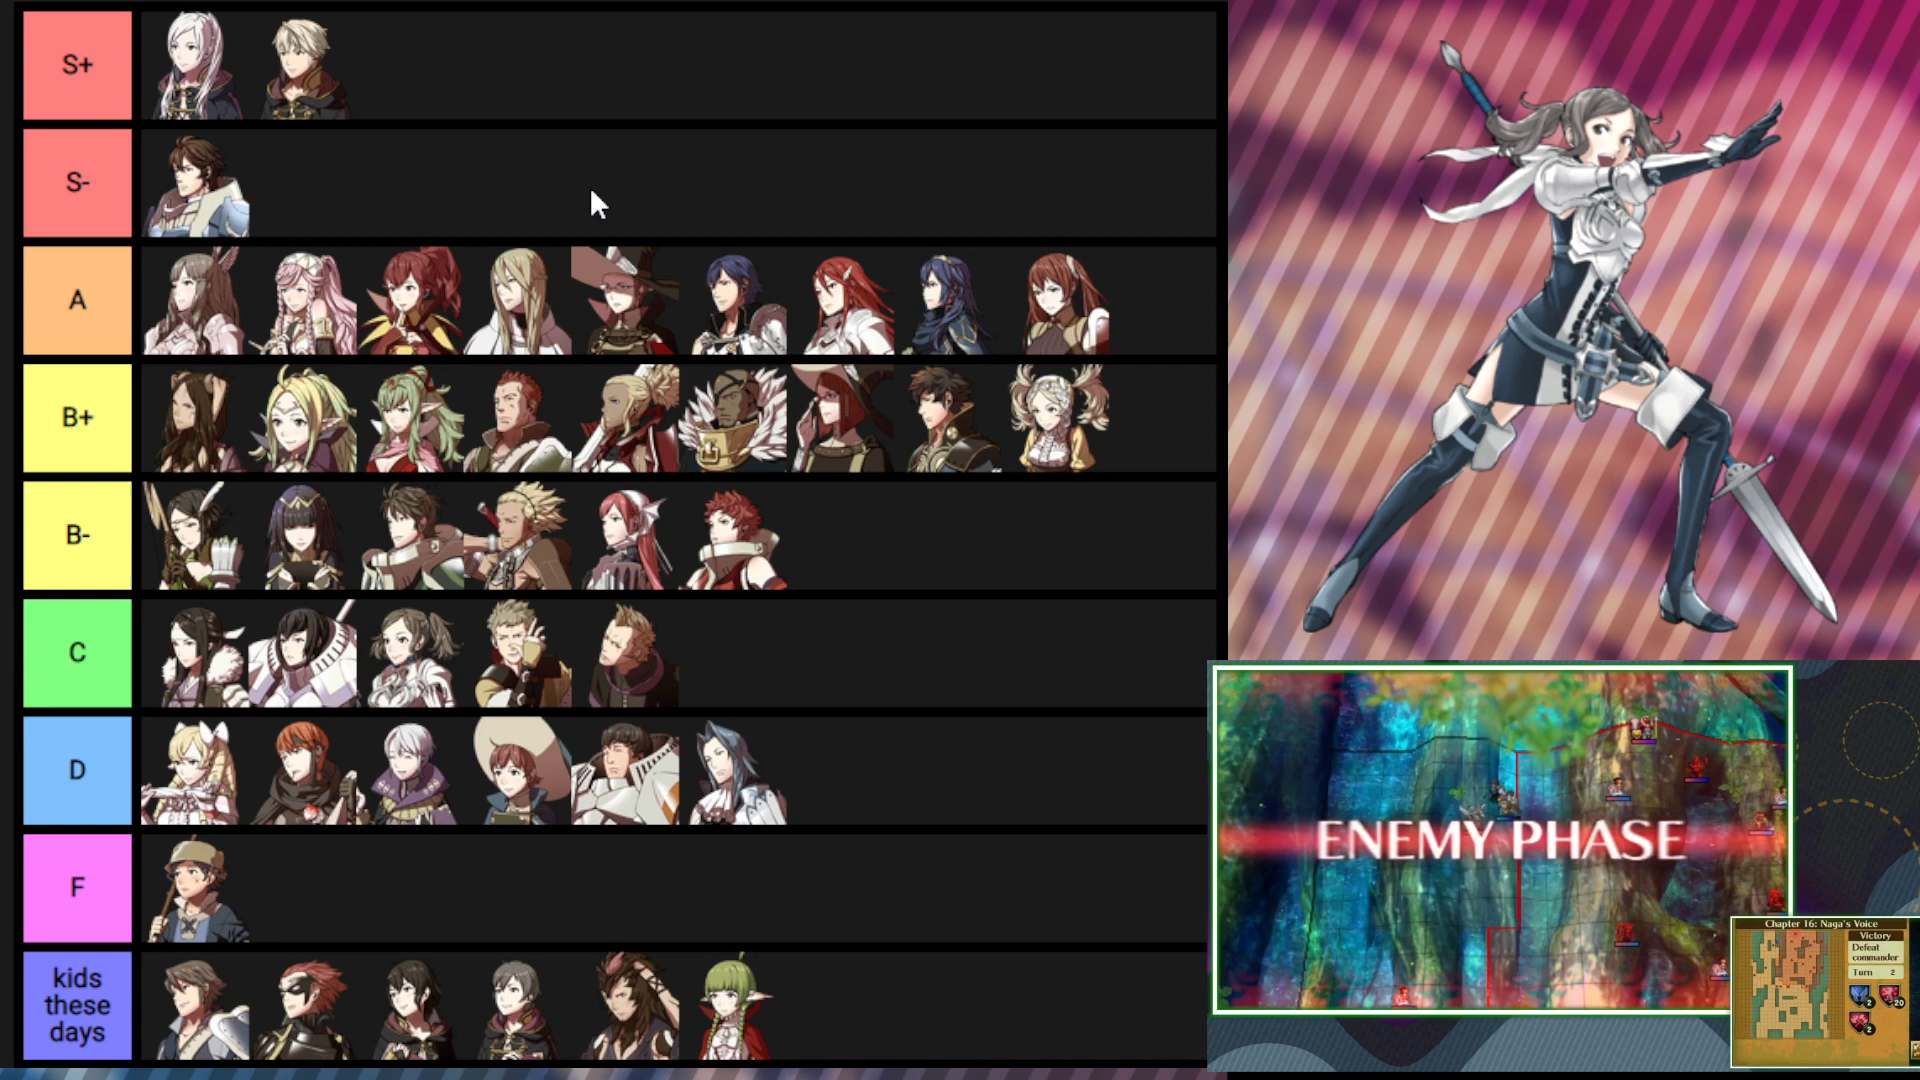 S+
S-
A
B+
B-
C
D
F
kids
these
days
ENEMY PHASE
Chapter 16: Naga's Voice
Victory
Defeat
commander
Turn 2
2
20
2